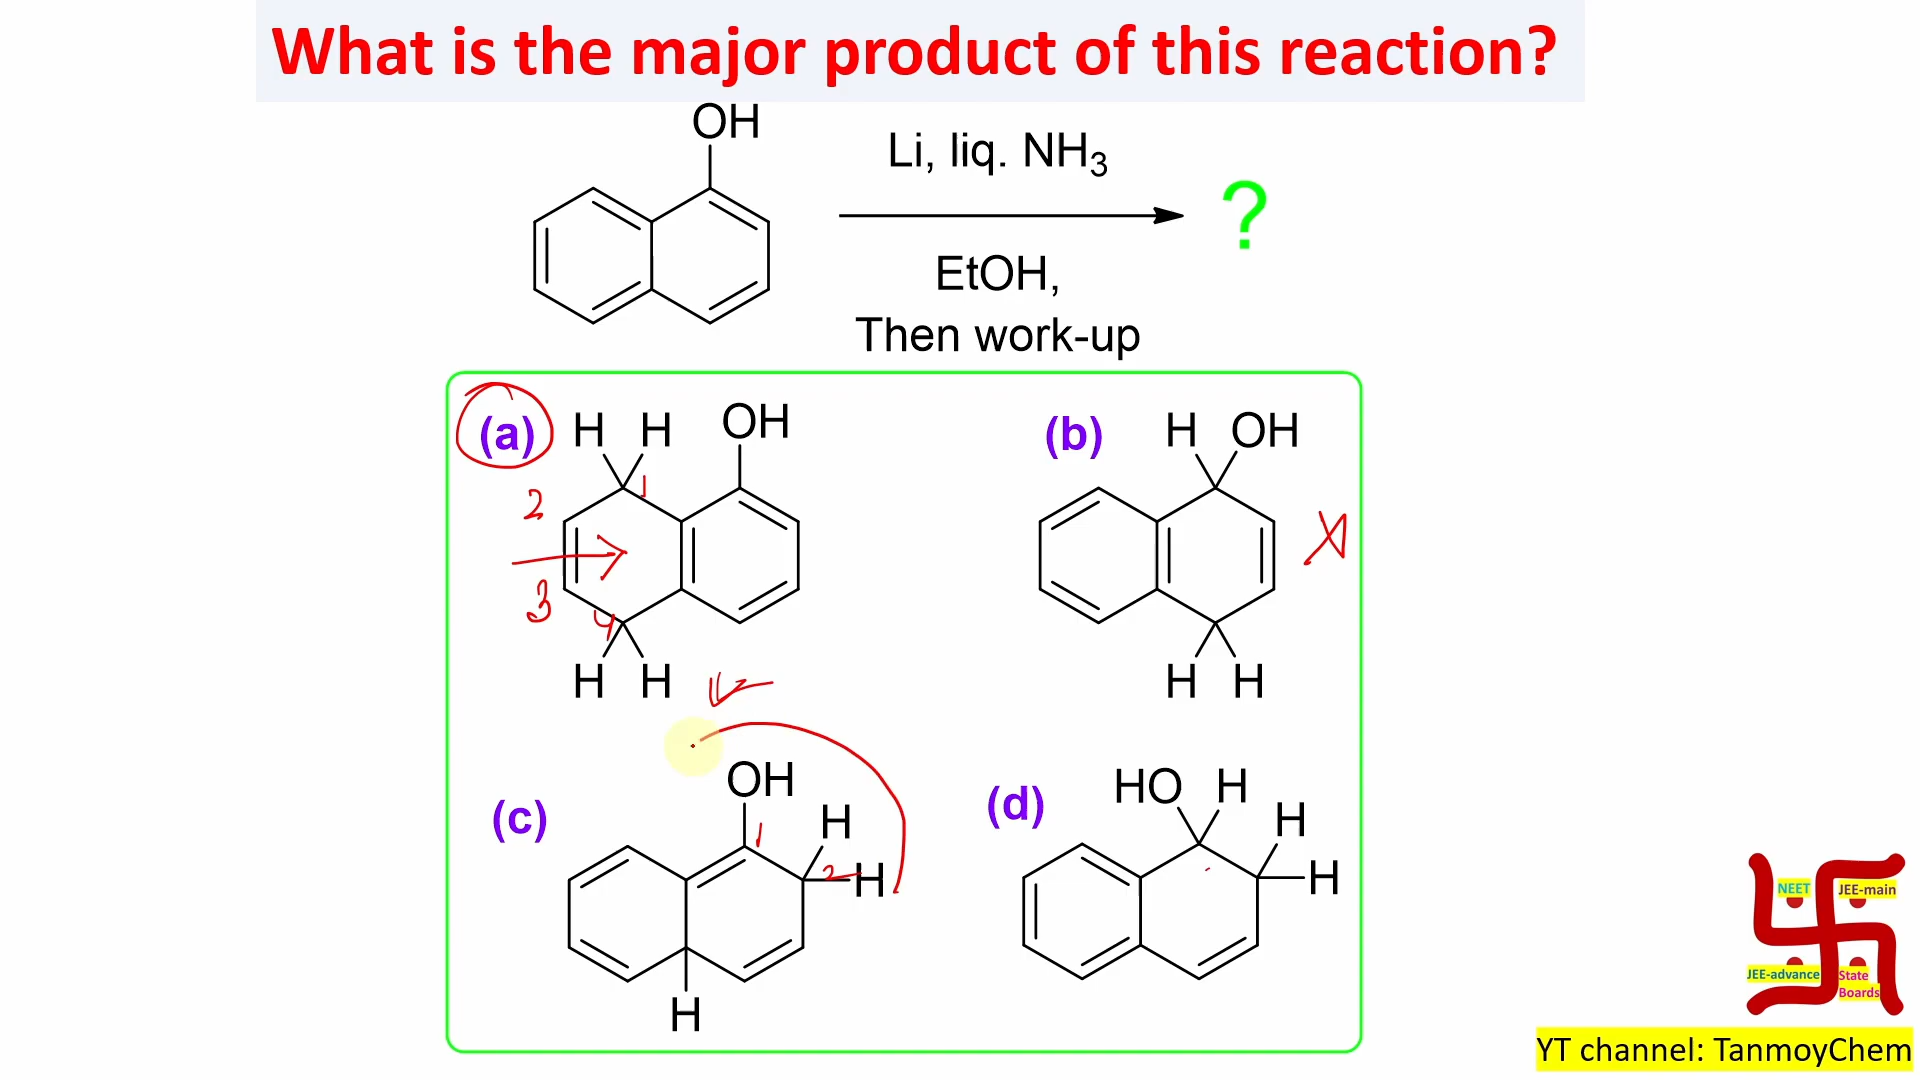 What is the major product of this reaction?
OH
Li, liq. NH3
?
EtOH,
Then work-up
(a) H H OH
1
2
3
4
H H
(b) H OH
H H
(c) OH
1
H
2 H
H
(d) HO H
H
H
NEET JEE-main
JEE-advance State
Boards
YT channel: TanmoyChem